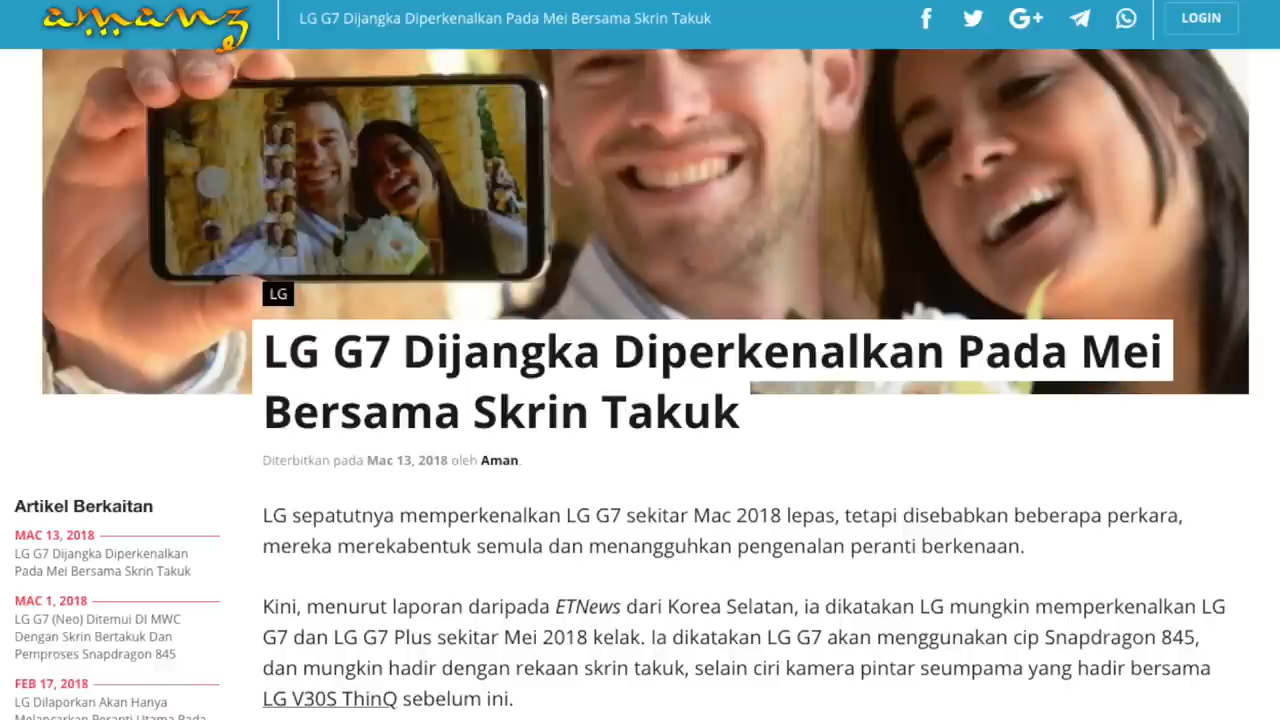 amanz
LG G7 Dijangka Diperkenalkan Pada Mei Bersama Skrin Takuk
LOGIN
LG
LG G7 Dijangka Diperkenalkan Pada Mei
Bersama Skrin Takuk
Diterbitkan pada Mac 13, 2018 oleh Aman.
Artikel Berkaitan
MAC 13, 2018
LG G7 Dijangka Diperkenalkan
Pada Mei Bersama Skrin Takuk
MAC 1, 2018
LG G7 (Neo) Ditemui DI MWC
Dengan Skrin Bertakuk Dan
Pemproses Snapdragon 845
FEB 17, 2018
LG Dilaporkan Akan Hanya
Melancarkan Peranti Utama Pada
LG sepatutnya memperkenalkan LG G7 sekitar Mac 2018 lepas, tetapi disebabkan beberapa perkara,
mereka merekabentuk semula dan menangguhkan pengenalan peranti berkenaan.
Kini, menurut laporan daripada ETNews dari Korea Selatan, ia dikatakan LG mungkin memperkenalkan LG
G7 dan LG G7 Plus sekitar Mei 2018 kelak. Ia dikatakan LG G7 akan menggunakan cip Snapdragon 845,
dan mungkin hadir dengan rekaan skrin takuk, selain ciri kamera pintar seumpama yang hadir bersama
LG V30S ThinQ sebelum ini.